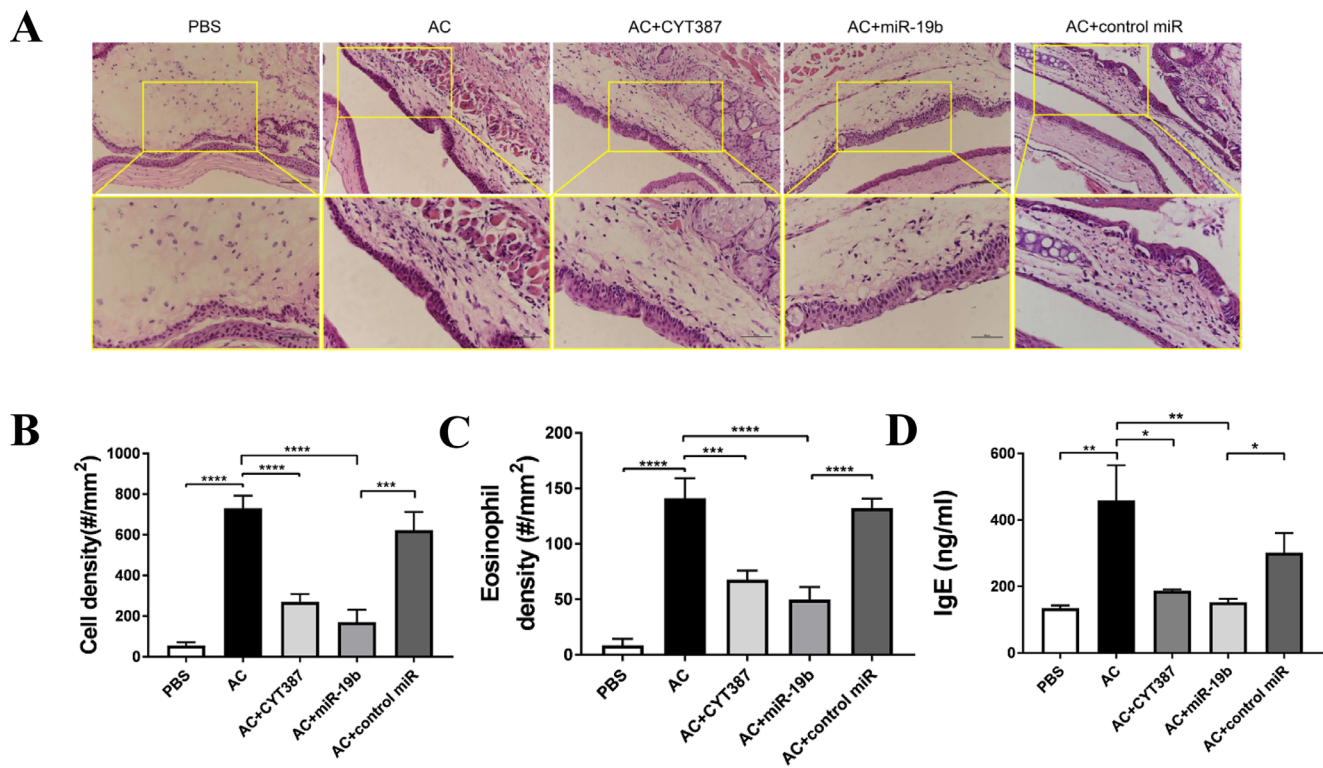 A
PBS
AC
AC+CYT387
AC+miR-19b
AC+control miR
B
Cell density(#/mm²)
1000
800
600
400
200
0
****
****
****
***
PBS
AC
AC+CYT387
AC+miR-19b
AC+control miR
C
Eosinophil
density (#/mm²)
200
150
100
50
0
****
***
****
****
PBS
AC
AC+CYT387
AC+miR-19b
AC+control miR
D
IgE (ng/ml)
600
400
200
0
**
*
**
*
PBS
AC
AC+CYT387
AC+miR-19b
AC+control miR